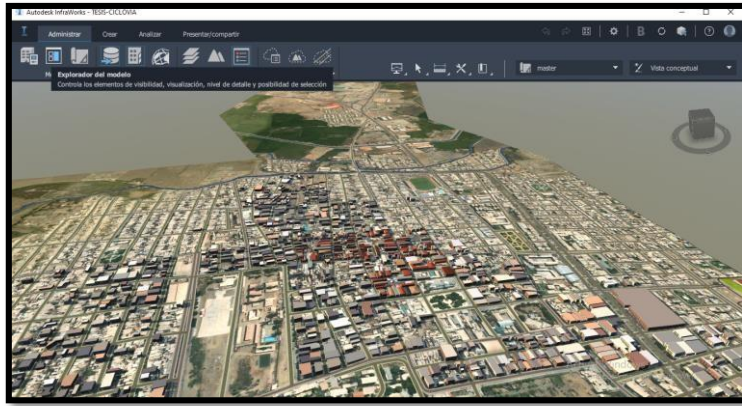 Autodesk InfraWorks - TESIS-CICLOVIA
Administrar Crear Analizar Presentar/compartir
Explorador del modelo
Controla los elementos de visibilidad, visualización, nivel de detalle y posibilidad de selección
master
Vista conceptual